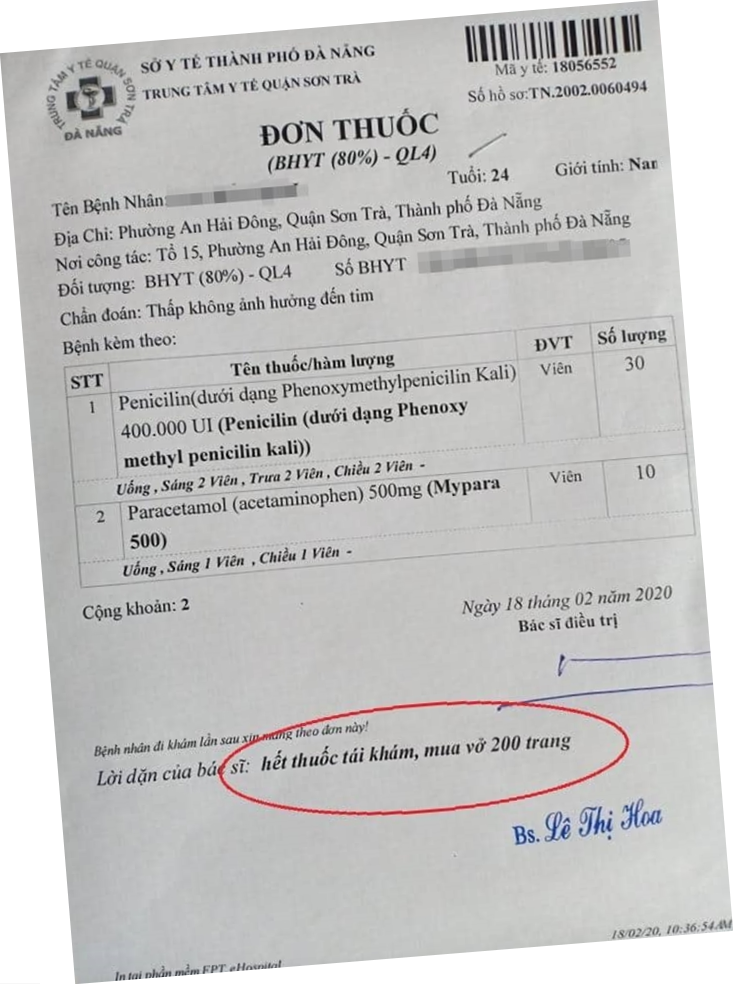 TRUNG TÂM Y TẾ QUẬN SƠN TRÀ
ĐÀ NẴNG
SỞ Y TẾ THÀNH PHỐ ĐÀ NẴNG
TRUNG TÂM Y TẾ QUẬN SƠN TRÀ
Mã y tế: 18056552
Số hồ sơ:TN.2002.0060494
ĐƠN THUỐC
(BHYT (80%) - QL4)
Tên Bệnh Nhân:
Tuổi: 24
Giới tính: Nam
Địa Chỉ: Phường An Hải Đông, Quận Sơn Trà, Thành phố Đà Nẵng
Nơi công tác: Tổ 15, Phường An Hải Đông, Quận Sơn Trà, Thành phố Đà Nẵng
Đối tượng: BHYT (80%) - QL4 Số BHYT
Chẩn đoán: Thấp không ảnh hưởng đến tim
Bệnh kèm theo:
STT Tên thuốc/hàm lượng ĐVT Số lượng
1 Penicilin(dưới dạng Phenoxymethylpenicilin Kali) Viên 30
400.000 UI (Penicilin (dưới dạng Phenoxy
methyl penicilin kali))
Uống , Sáng 2 Viên , Trưa 2 Viên , Chiều 2 Viên -
2 Paracetamol (acetaminophen) 500mg (Mypara Viên 10
500)
Uống , Sáng 1 Viên , Chiều 1 Viên -
Cộng khoản: 2
Ngày 18 tháng 02 năm 2020
Bác sĩ điều trị
Bệnh nhân đi khám lần sau xin mang theo đơn này!
Lời dặn của bác sĩ: hết thuốc tái khám, mua vở 200 trang
Bs. Lê Thị Hoa
18/02/20, 10:36:54AM
In tại phần mềm FPT eHospital